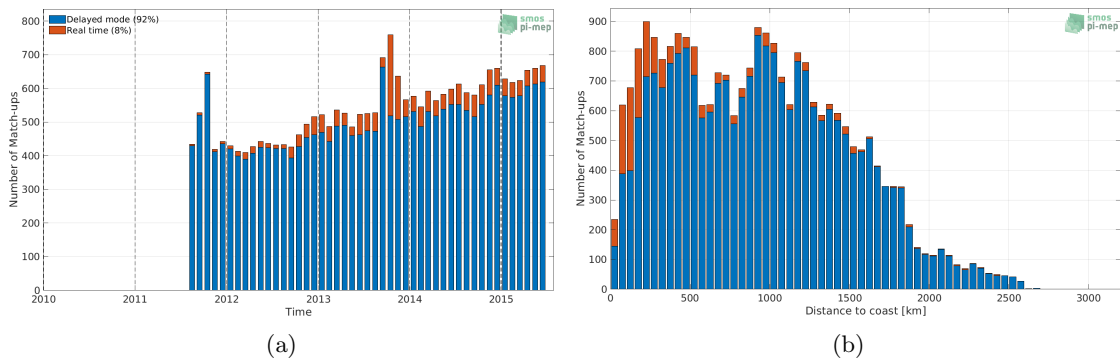 Delayed mode (92%)
Real time (8%)
smos
pi-mep
800
700
600
500
400
300
200
100
0
Number of Match-ups
2010
2011
2012
2013
2014
2015
Time
(a)
smos
pi-mep
900
800
700
600
500
400
300
200
100
0
Number of Match-ups
0
500
1000
1500
2000
2500
3000
Distance to coast [km]
(b)